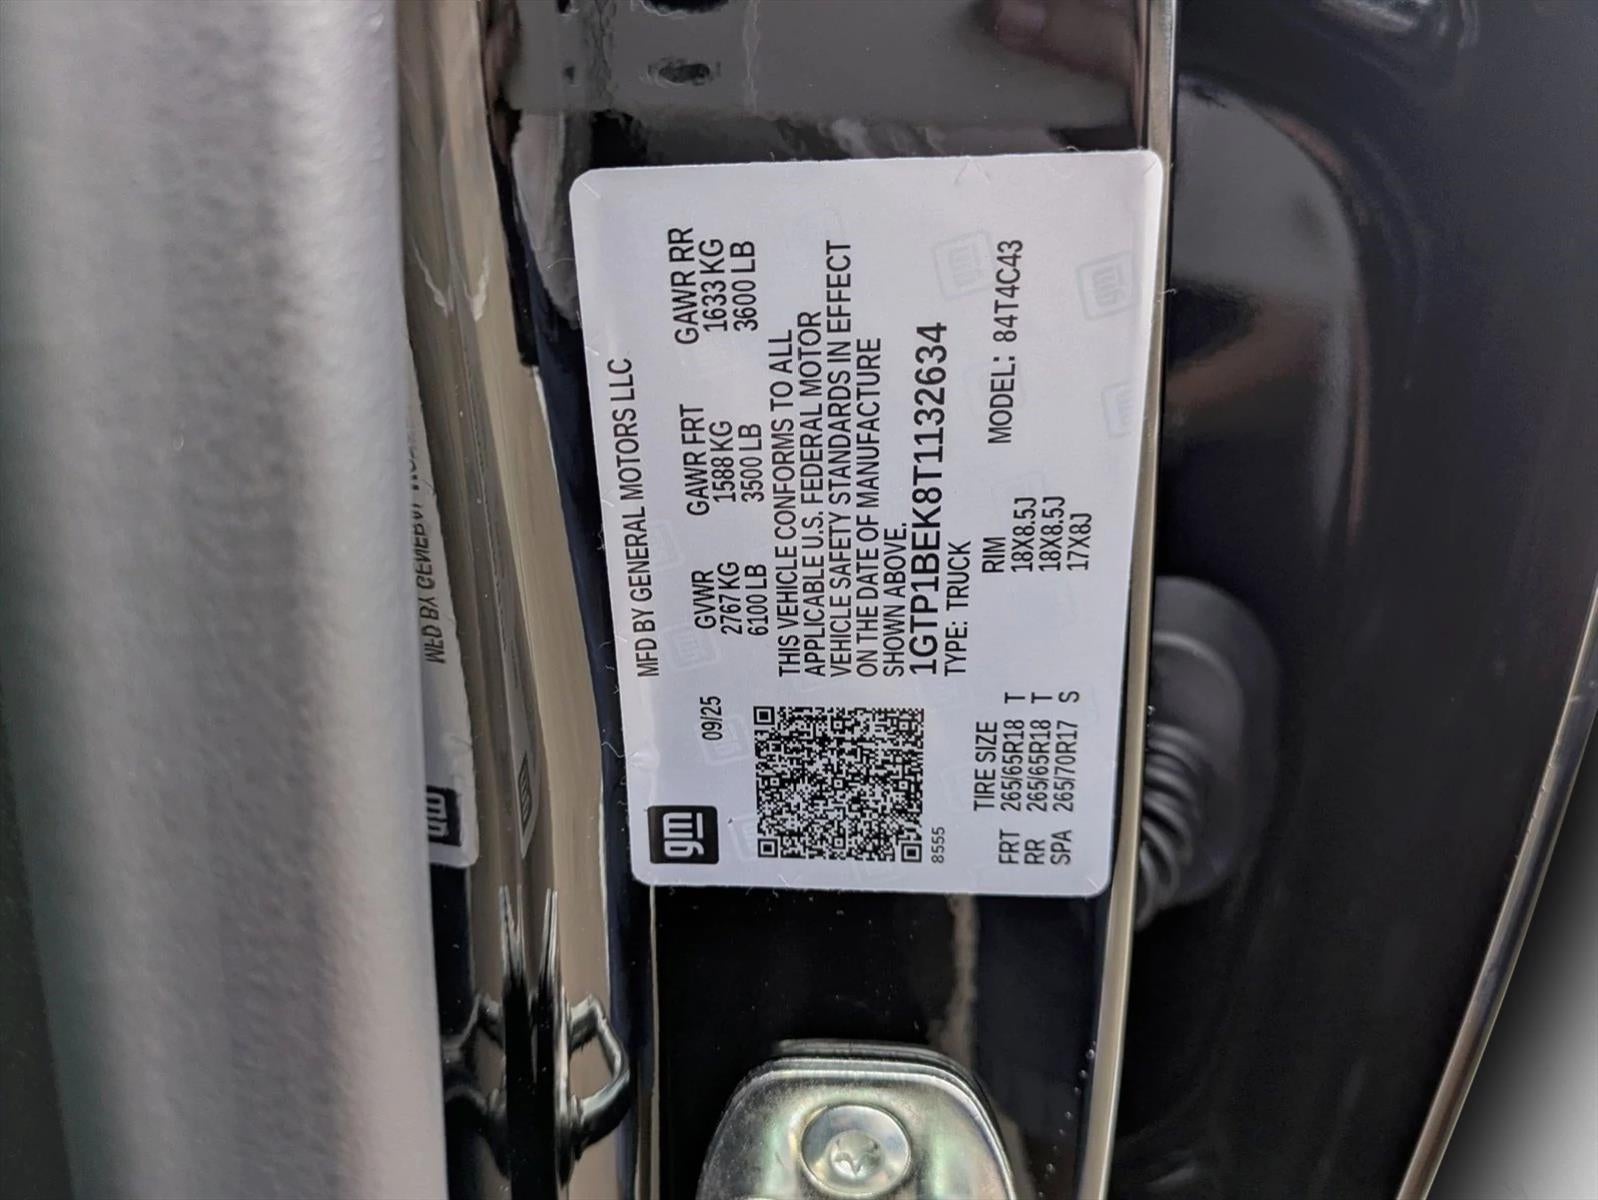 gm
MFD BY GENERAL MOTORS LLC
09/25
GVWR GAWR FRT GAWR RR
2767 KG 1588 KG 1633 KG
6100 LB 3500 LB 3600 LB
THIS VEHICLE CONFORMS TO ALL
APPLICABLE U.S. FEDERAL MOTOR
VEHICLE SAFETY STANDARDS IN EFFECT
ON THE DATE OF MANUFACTURE
SHOWN ABOVE.
1GTP1BEK8T1132634
8555 TYPE: TRUCK
TIRE SIZE RIM MODEL: 84T4C43
FRT 265/65R18 T 18X8.5J
RR 265/65R18 T 18X8.5J
SPA 265/70R17 S 17X8J